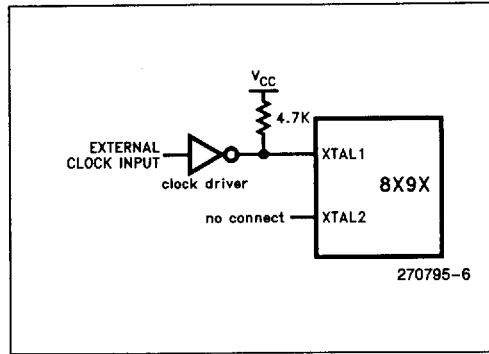 VCC
4.7K
EXTERNAL
CLOCK INPUT
clock driver
XTAL1
8X9X
no connect
XTAL2
270795-6